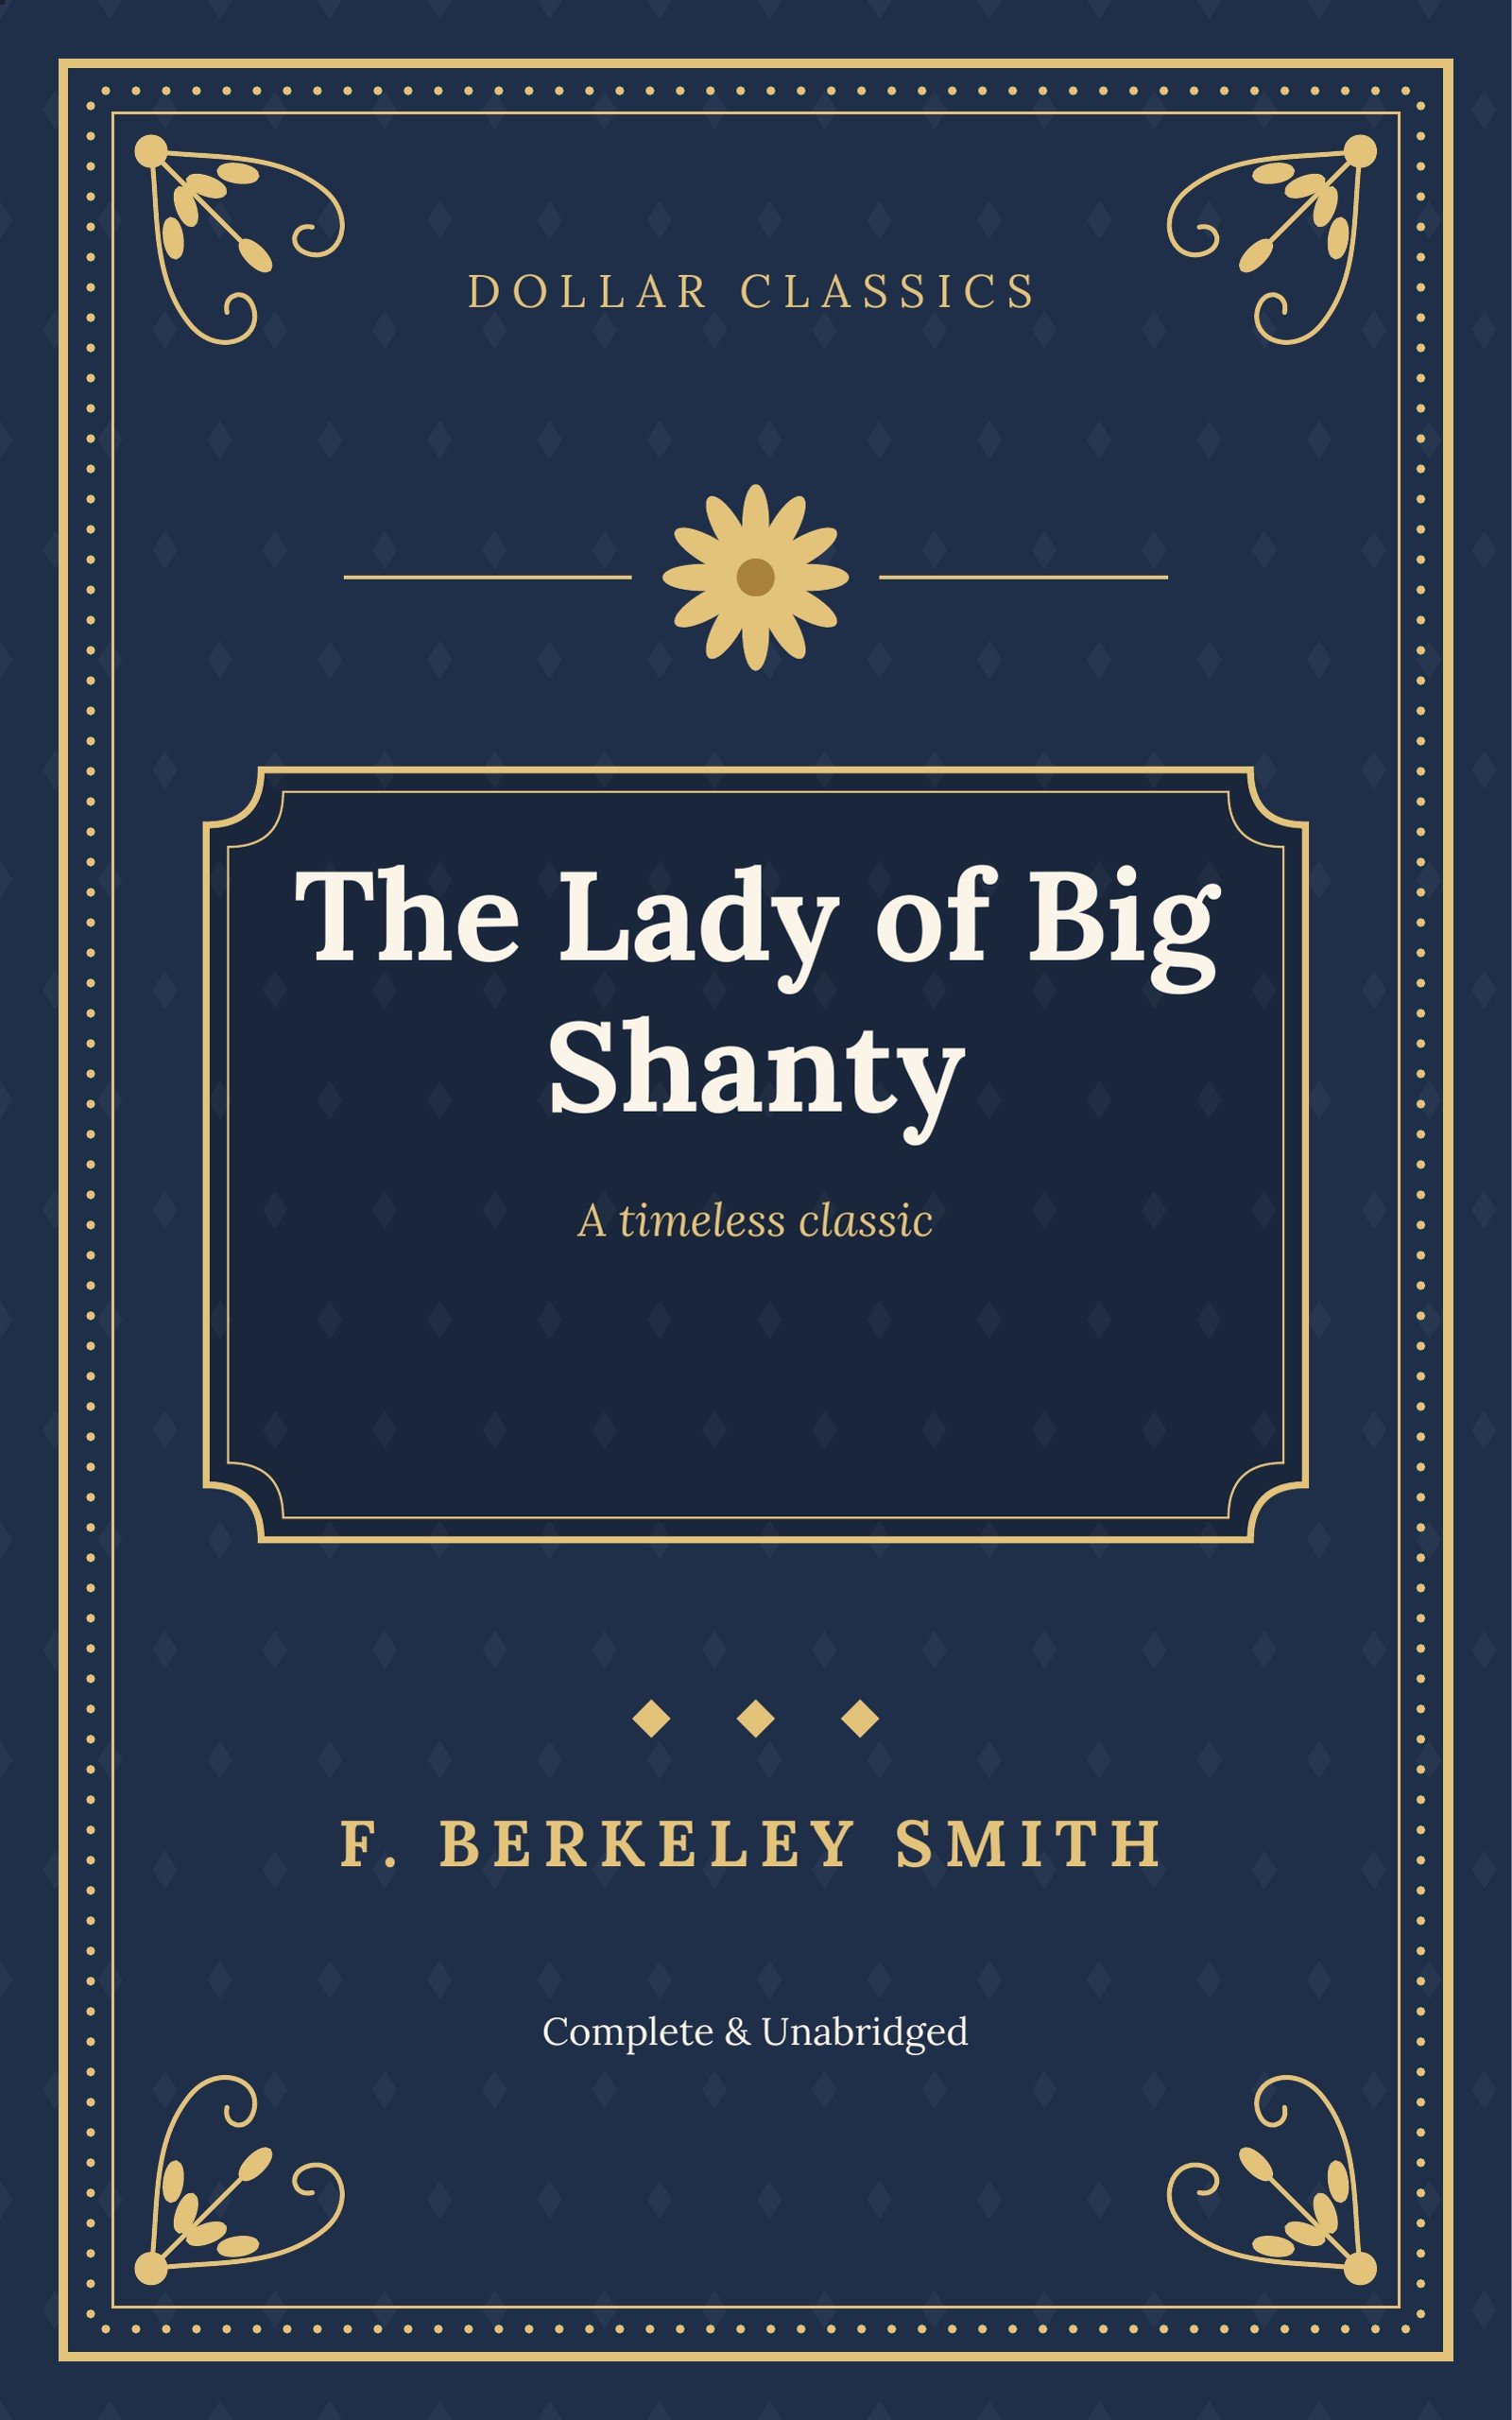 DOLLAR CLASSICS
The Lady of Big
Shanty
A timeless classic
F. BERKELEY SMITH
Complete & Unabridged